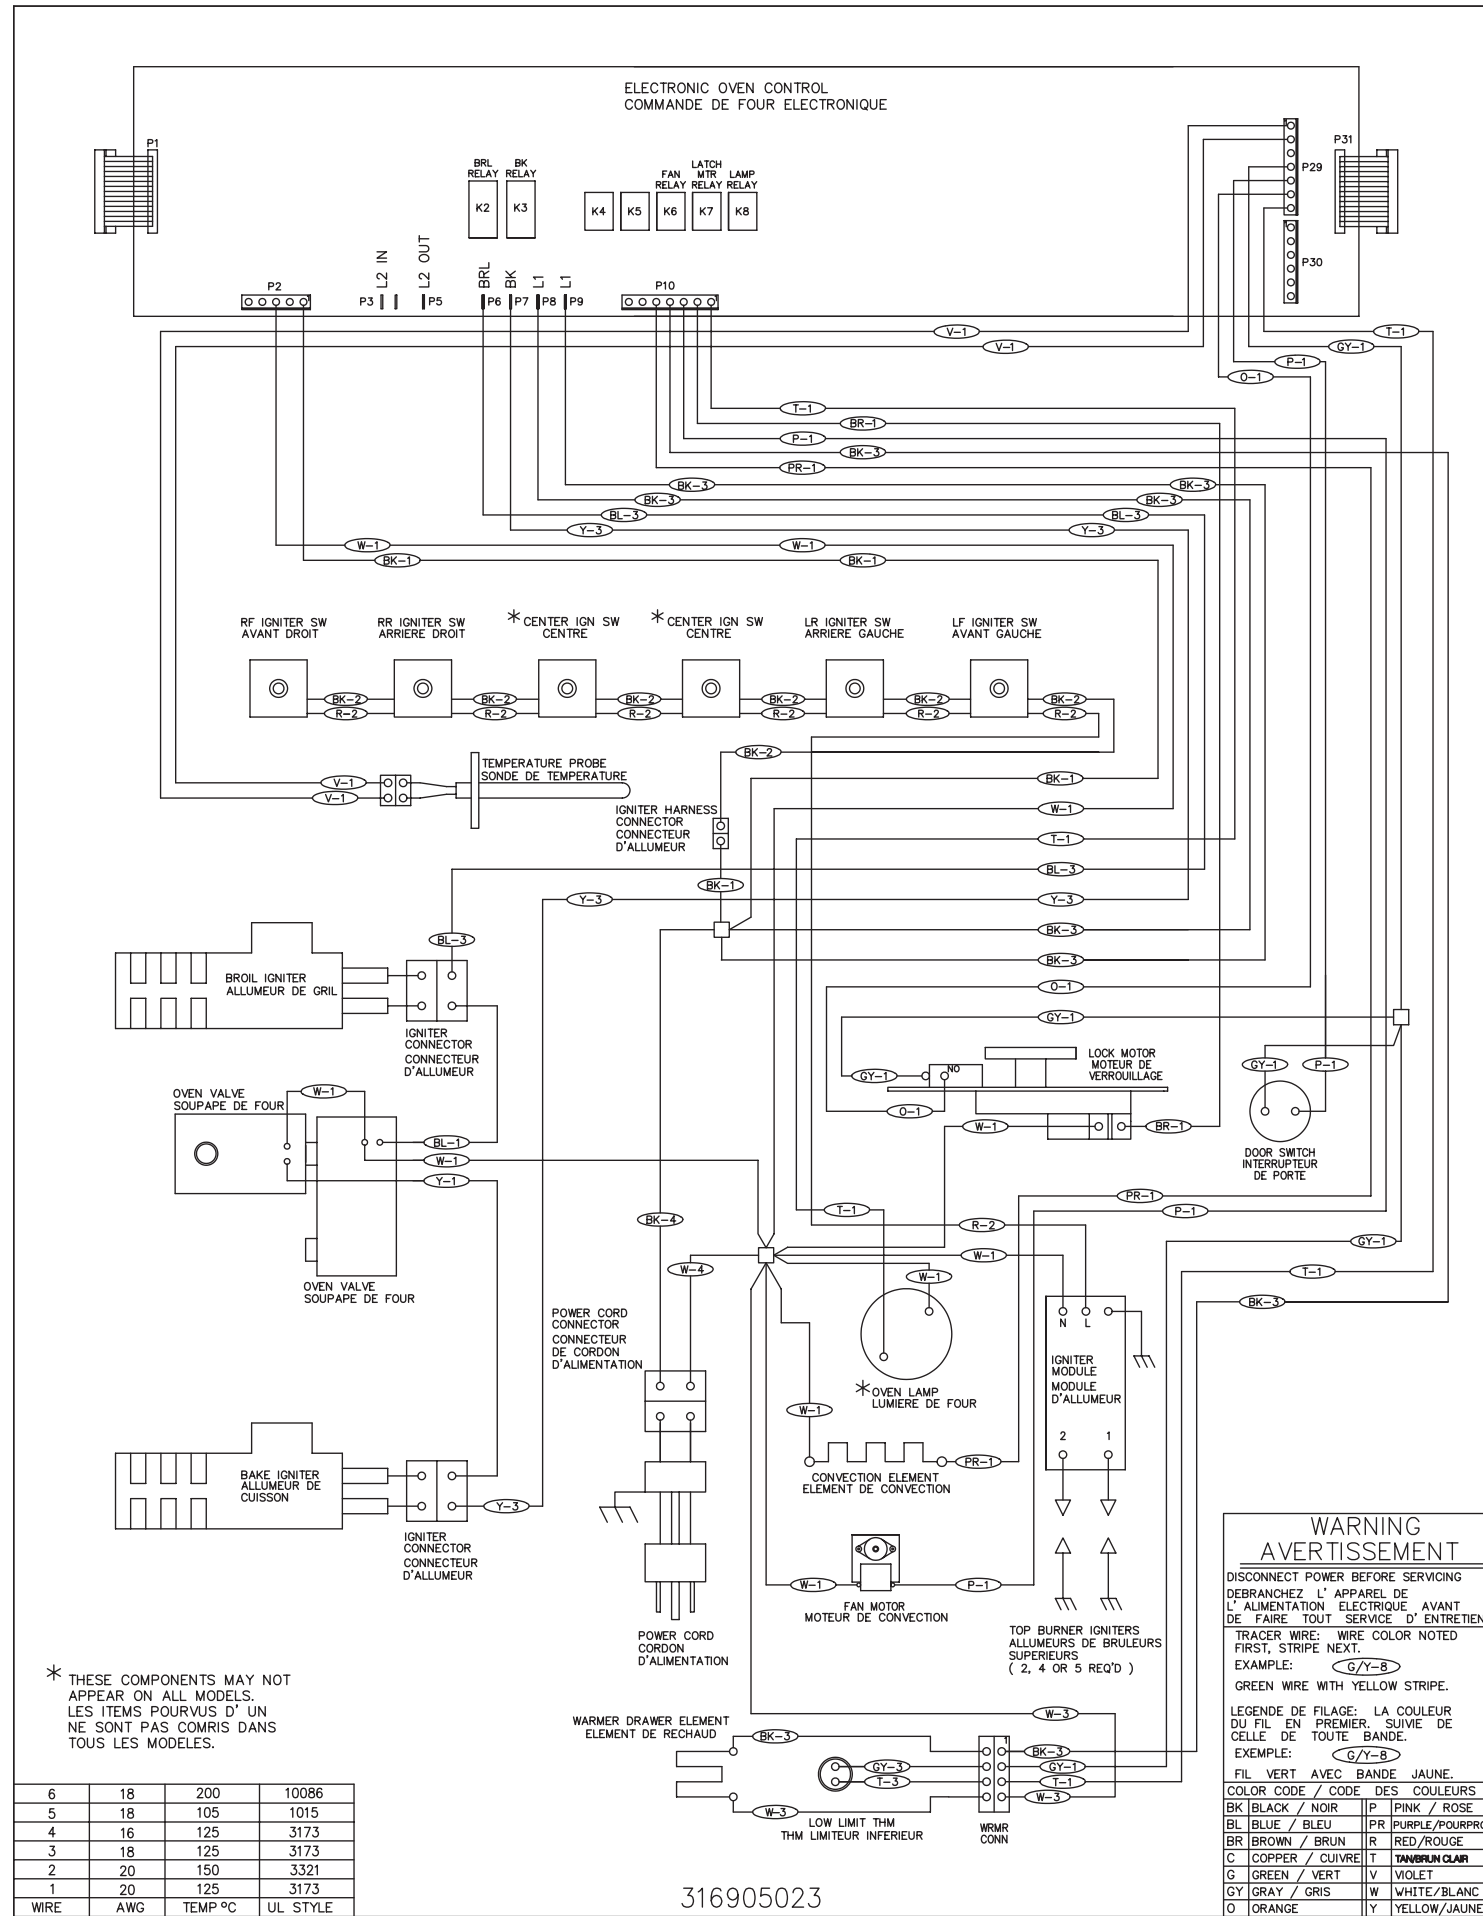 ELECTRONIC OVEN CONTROL
COMMANDE DE FOUR ELECTRONIQUE
P1
P31
P29
P30
BRL RELAY
BK RELAY
FAN RELAY
LATCH MTR RELAY
LAMP RELAY
K2
K3
K4
K5
K6
K7
K8
P2
1
P3
L2 IN
L2 OUT
P5
BRL
P6
BK
P7
L1
P8
L1
P9
P10
1
V-1
T-1
V-1
GY-1
P-1
O-1
T-1
BR-1
P-1
BK-3
PR-1
BK-3
BK-3
BK-3
BK-3
BL-3
BL-3
Y-3
Y-3
W-1
W-1
BK-1
BK-1
RF IGNITER SW
AVANT DROIT
RR IGNITER SW
ARRIERE DROIT
* CENTER IGN SW
CENTRE
* CENTER IGN SW
CENTRE
LR IGNITER SW
ARRIERE GAUCHE
LF IGNITER SW
AVANT GAUCHE
BK-2
BK-2
BK-2
BK-2
BK-2
BK-2
R-2
R-2
R-2
R-2
R-2
R-2
BK-2
TEMPERATURE PROBE
SONDE DE TEMPERATURE
V-1
V-1
BK-1
W-1
IGNITER HARNESS
CONNECTOR
CONNECTEUR
D'ALLUMEUR
T-1
BL-3
BK-1
Y-3
Y-3
BK-3
BL-3
BK-3
BROIL IGNITER
ALLUMEUR DE GRIL
O-1
GY-1
IGNITER
CONNECTOR
CONNECTEUR
D'ALLUMEUR
LOCK MOTOR
MOTEUR DE
VERROUILLAGE
NO
GY-1
GY-1
P-1
O-1
OVEN VALVE
SOUPAPE DE FOUR
W-1
BL-1
W-1
Y-1
W-1
BR-1
DOOR SWITCH
INTERRUPTEUR
DE PORTE
PR-1
T-1
P-1
BK-4
R-2
GY-1
W-1
W-4
W-1
T-1
BK-3
OVEN VALVE
SOUPAPE DE FOUR
POWER CORD
CONNECTOR
CONNECTEUR
DE CORDON
D'ALIMENTATION
N
L
IGNITER
MODULE
MODULE
D'ALLUMEUR
2
1
* OVEN LAMP
LUMIERE DE FOUR
W-1
PR-1
CONVECTION ELEMENT
ELEMENT DE CONVECTION
BAKE IGNITER
ALLUMEUR DE
CUISSON
Y-3
IGNITER
CONNECTOR
CONNECTEUR
D'ALLUMEUR
W-1
P-1
FAN MOTOR
MOTEUR DE CONVECTION
POWER CORD
CORDON
D'ALIMENTATION
TOP BURNER IGNITERS
ALLUMEURS DE BRULEURS
SUPERIEURS
( 2, 4 OR 5 REQ'D )
* THESE COMPONENTS MAY NOT
APPEAR ON ALL MODELS.
LES ITEMS POURVUS D' UN
NE SONT PAS COMRIS DANS
TOUS LES MODELES.
WARMER DRAWER ELEMENT
ELEMENT DE RECHAUD
W-3
BK-3
1
BK-3
GY-3
GY-1
T-3
T-1
W-3
W-3
LOW LIMIT THM
THM LIMITEUR INFERIEUR
WRMR
CONN
6 18 200 10086
5 18 105 1015
4 16 125 3173
3 18 125 3173
2 20 150 3321
1 20 125 3173
WIRE AWG TEMP ºC UL STYLE
316905023
WARNING
AVERTISSEMENT
DISCONNECT POWER BEFORE SERVICING
DEBRANCHEZ L' APPAREL DE
L' ALIMENTATION ELECTRIQUE AVANT
DE FAIRE TOUT SERVICE D' ENTRETIEN
TRACER WIRE: WIRE COLOR NOTED
FIRST, STRIPE NEXT.
EXAMPLE: G/Y-8
GREEN WIRE WITH YELLOW STRIPE.
LEGENDE DE FILAGE: LA COULEUR
DU FIL EN PREMIER. SUIVIE DE
CELLE DE TOUTE BANDE.
EXEMPLE: G/Y-8
FIL VERT AVEC BANDE JAUNE.
COLOR CODE / CODE DES COULEURS
BK BLACK / NOIR P PINK / ROSE
BL BLUE / BLEU PR PURPLE/POURPRO
BR BROWN / BRUN R RED/ROUGE
C COPPER / CUIVRE T TAN/BRUN CLAIR
G GREEN / VERT V VIOLET
GY GRAY / GRIS W WHITE/BLANC
O ORANGE Y YELLOW/JAUNE